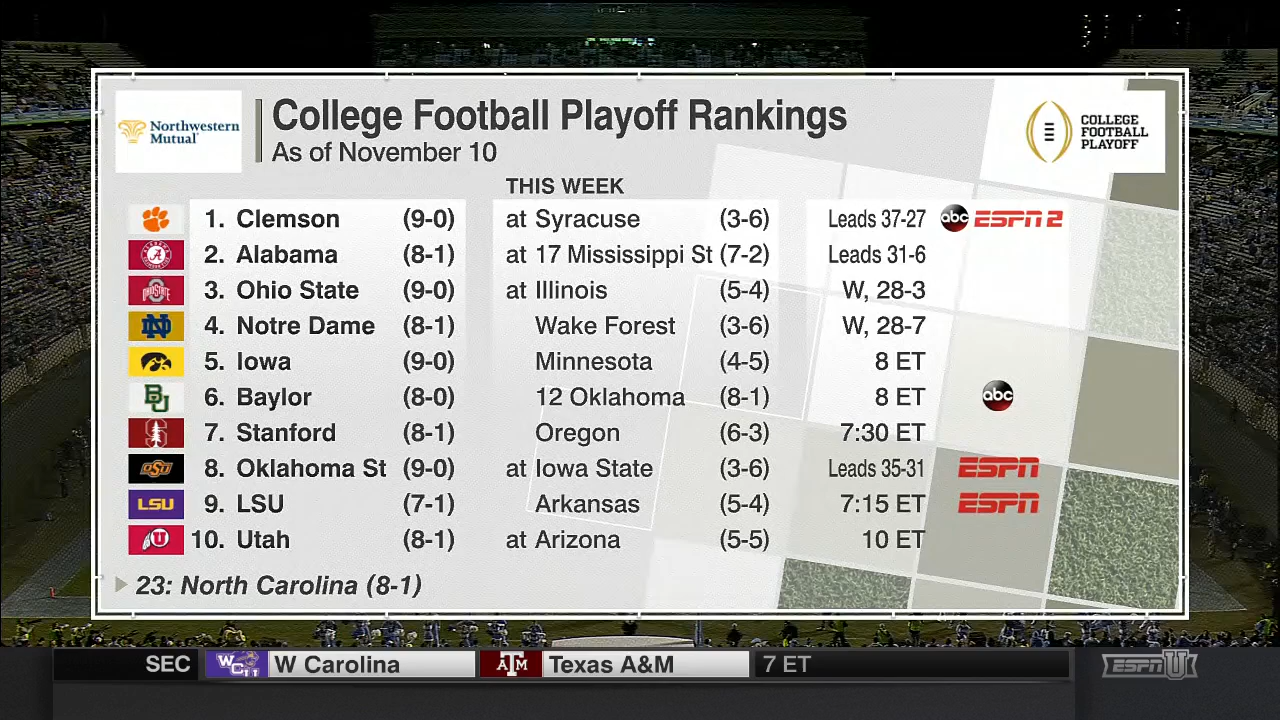 Northwestern Mutual
College Football Playoff Rankings
As of November 10
COLLEGE FOOTBALL PLAYOFF
THIS WEEK
1. Clemson (9-0) at Syracuse (3-6) Leads 37-27 abc ESPN 2
2. Alabama (8-1) at 17 Mississippi St (7-2) Leads 31-6
3. Ohio State (9-0) at Illinois (5-4) W, 28-3
4. Notre Dame (8-1) Wake Forest (3-6) W, 28-7
5. Iowa (9-0) Minnesota (4-5) 8 ET
BU 6. Baylor (8-0) 12 Oklahoma (8-1) 8 ET abc
7. Stanford (8-1) Oregon (6-3) 7:30 ET
OSU 8. Oklahoma St (9-0) at Iowa State (3-6) Leads 35-31 ESPN
LSU 9. LSU (7-1) Arkansas (5-4) 7:15 ET ESPN
U 10. Utah (8-1) at Arizona (5-5) 10 ET
23: North Carolina (8-1)
SEC WCU W Carolina ATM Texas A&M 7 ET ESPNU